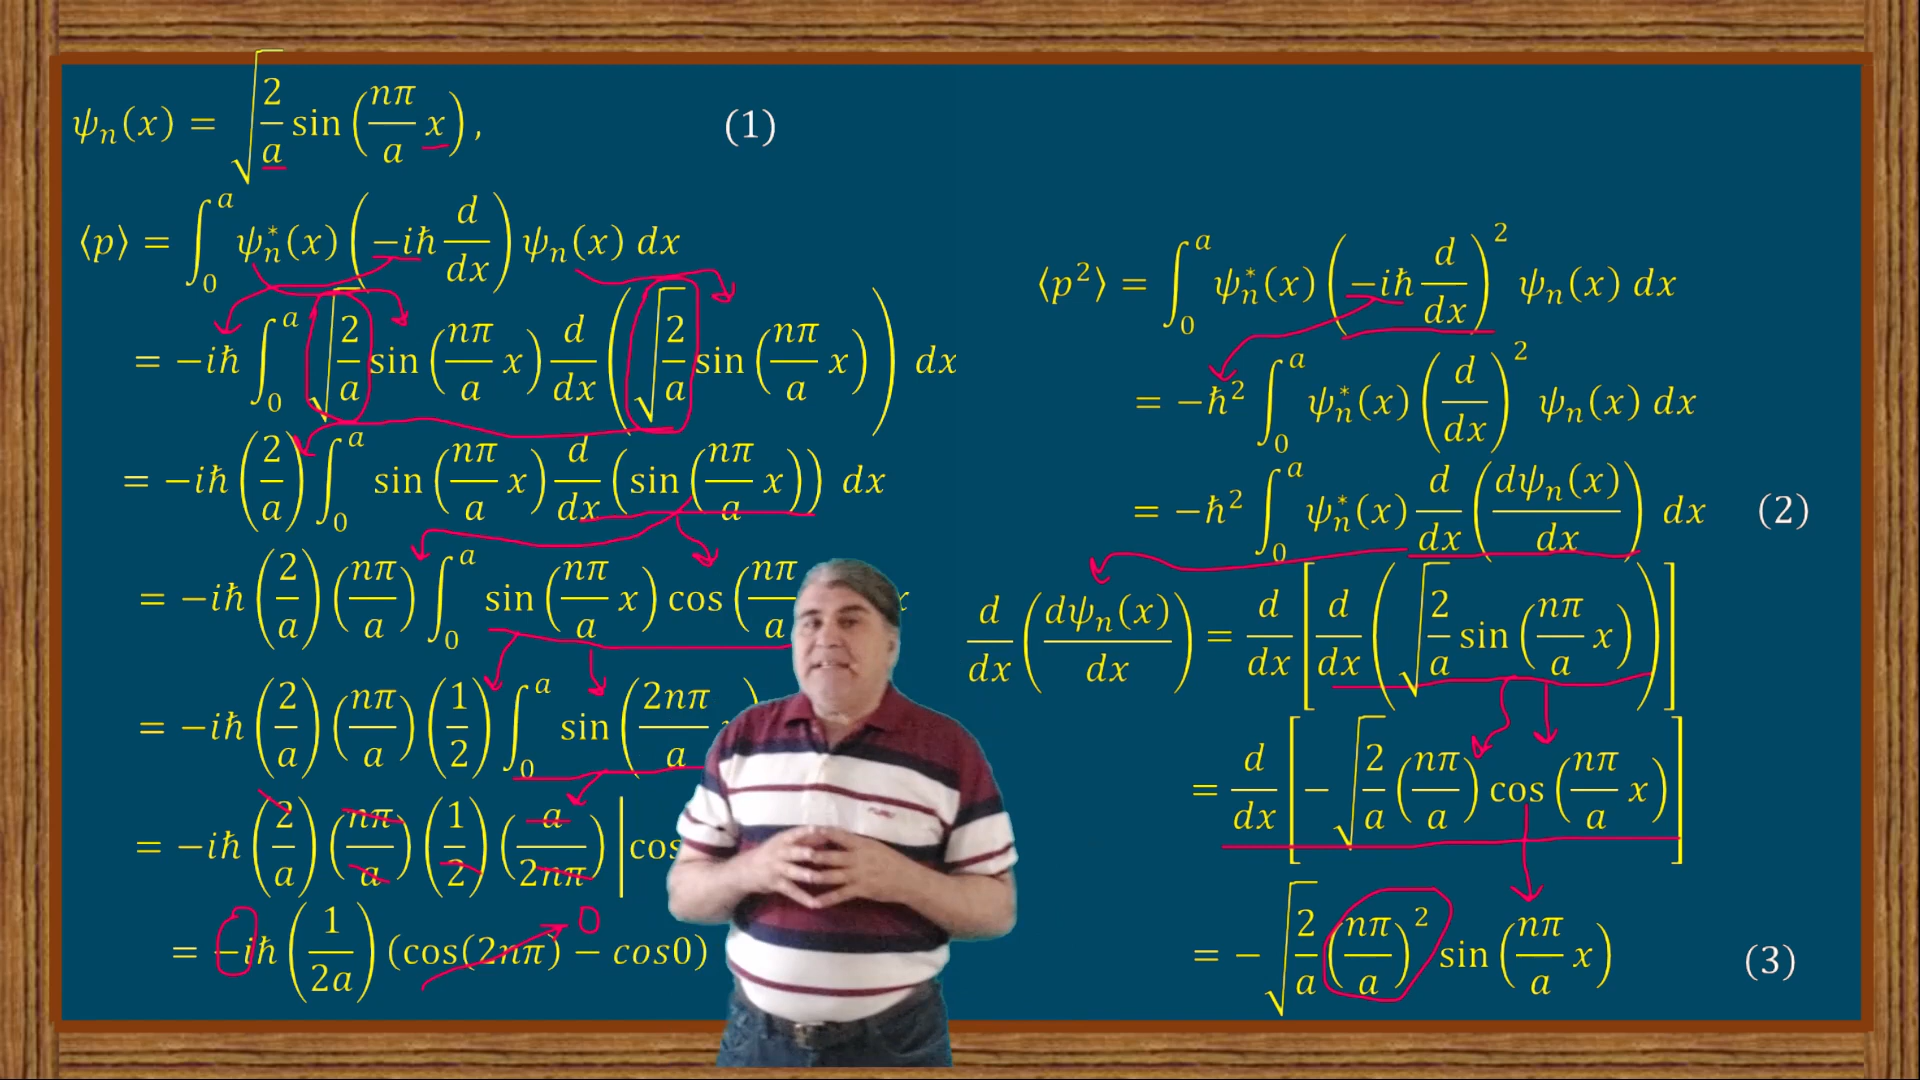 ψₙ(x) = √(2/a) sin(nπ/a x), (1)
⟨p⟩ = ∫₀ᵃ ψₙ*(x) (−iħ d/dx) ψₙ(x) dx
= −iħ ∫₀ᵃ √(2/a) sin(nπ/a x) d/dx (√(2/a) sin(nπ/a x)) dx
= −iħ (2/a) ∫₀ᵃ sin(nπ/a x) d/dx (sin(nπ/a x)) dx
= −iħ (2/a) (nπ/a) ∫₀ᵃ sin(nπ/a x) cos(nπ/a
= −iħ (2/a) (nπ/a) (1/2) ∫₀ᵃ sin(2nπ/a
= −iħ (2/a) (nπ/a) (1/2) (a/2nπ) |cos
0
= −iħ (1/2a) (cos(2nπ) − cos0)
⟨p²⟩ = ∫₀ᵃ ψₙ*(x) (−iħ d/dx)² ψₙ(x) dx
= −ħ² ∫₀ᵃ ψₙ*(x) (d/dx)² ψₙ(x) dx
= −ħ² ∫₀ᵃ ψₙ*(x) d/dx (dψₙ(x)/dx) dx (2)
d/dx (dψₙ(x)/dx) = d/dx [d/dx (√(2/a) sin(nπ/a x))]
= d/dx [−√(2/a) (nπ/a) cos(nπ/a x)]
= −√(2/a) (nπ/a)² sin(nπ/a x) (3)